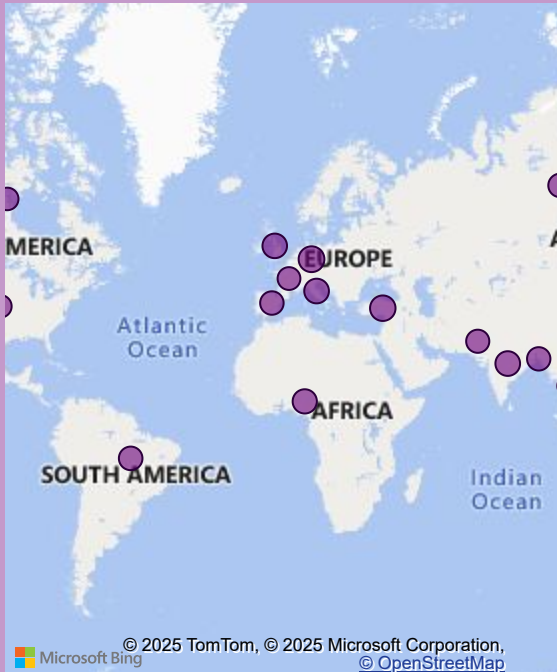 MERICA
EUROPE
A
Atlantic
Ocean
AFRICA
SOUTH AMERICA
Indian
Ocean
© 2025 TomTom, © 2025 Microsoft Corporation,
Microsoft Bing
© OpenStreetMap